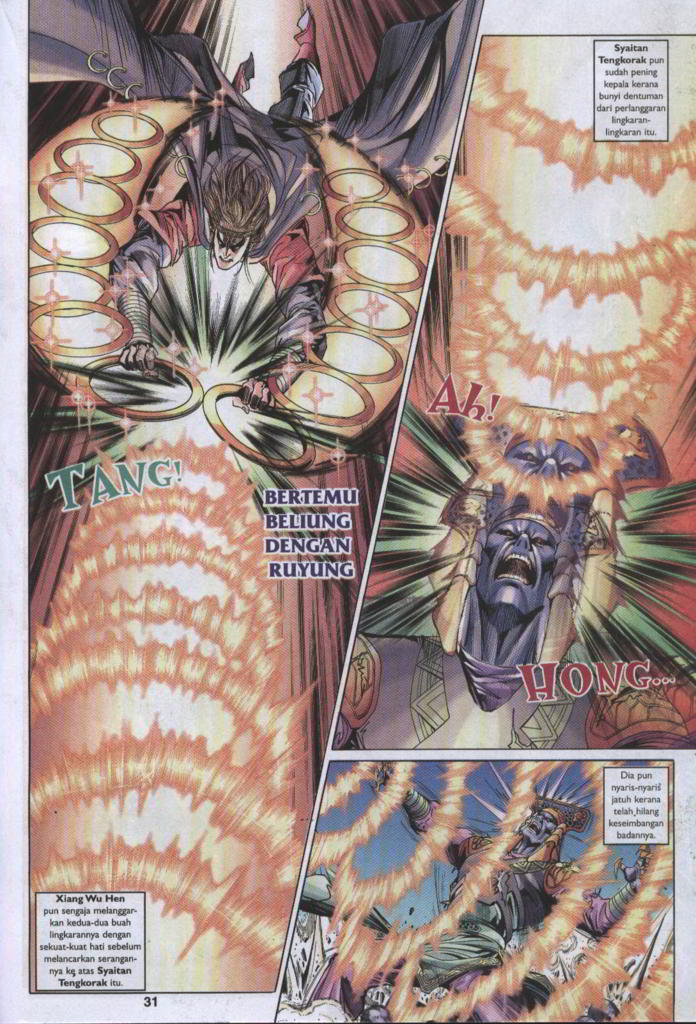 TANG!
BERTEMU
BELIUNG
DENGAN
RUYUNG
Xiang Wu Hen
pun sengaja melanggar-
kan kedua-dua buah
lingkarannya dengan
sekuat-kuat hati sebelum
melancarkan serangan-
nya ke atas Syaitan
Tengkorak itu.
Syaitan
Tengkorak pun
sudah pening
kepala kerana
bunyi dentuman
dari perlanggaran
lingkaran-
lingkaran itu.
Ah!
HONG...
Dia pun
nyaris-nyaris
jatuh kerana
telah hilang
keseimbangan
badannya.
31